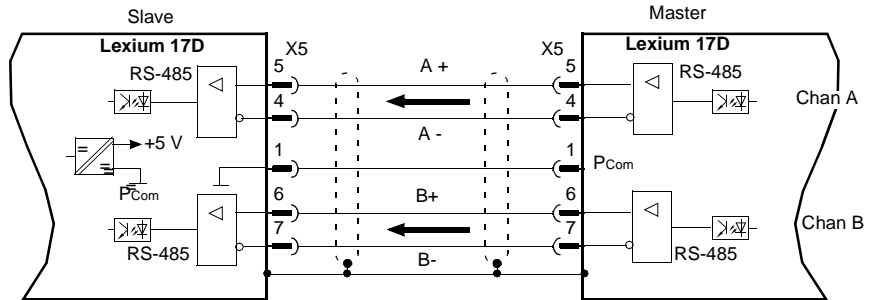 Slave Master
Lexium 17D X5 X5 Lexium 17D
RS-485 5 A + 5 RS-485
4 4 Chan A
A -
+5 V 1 1
PCom PCom
6 B+ 6
7 7 Chan B
RS-485 B- RS-485